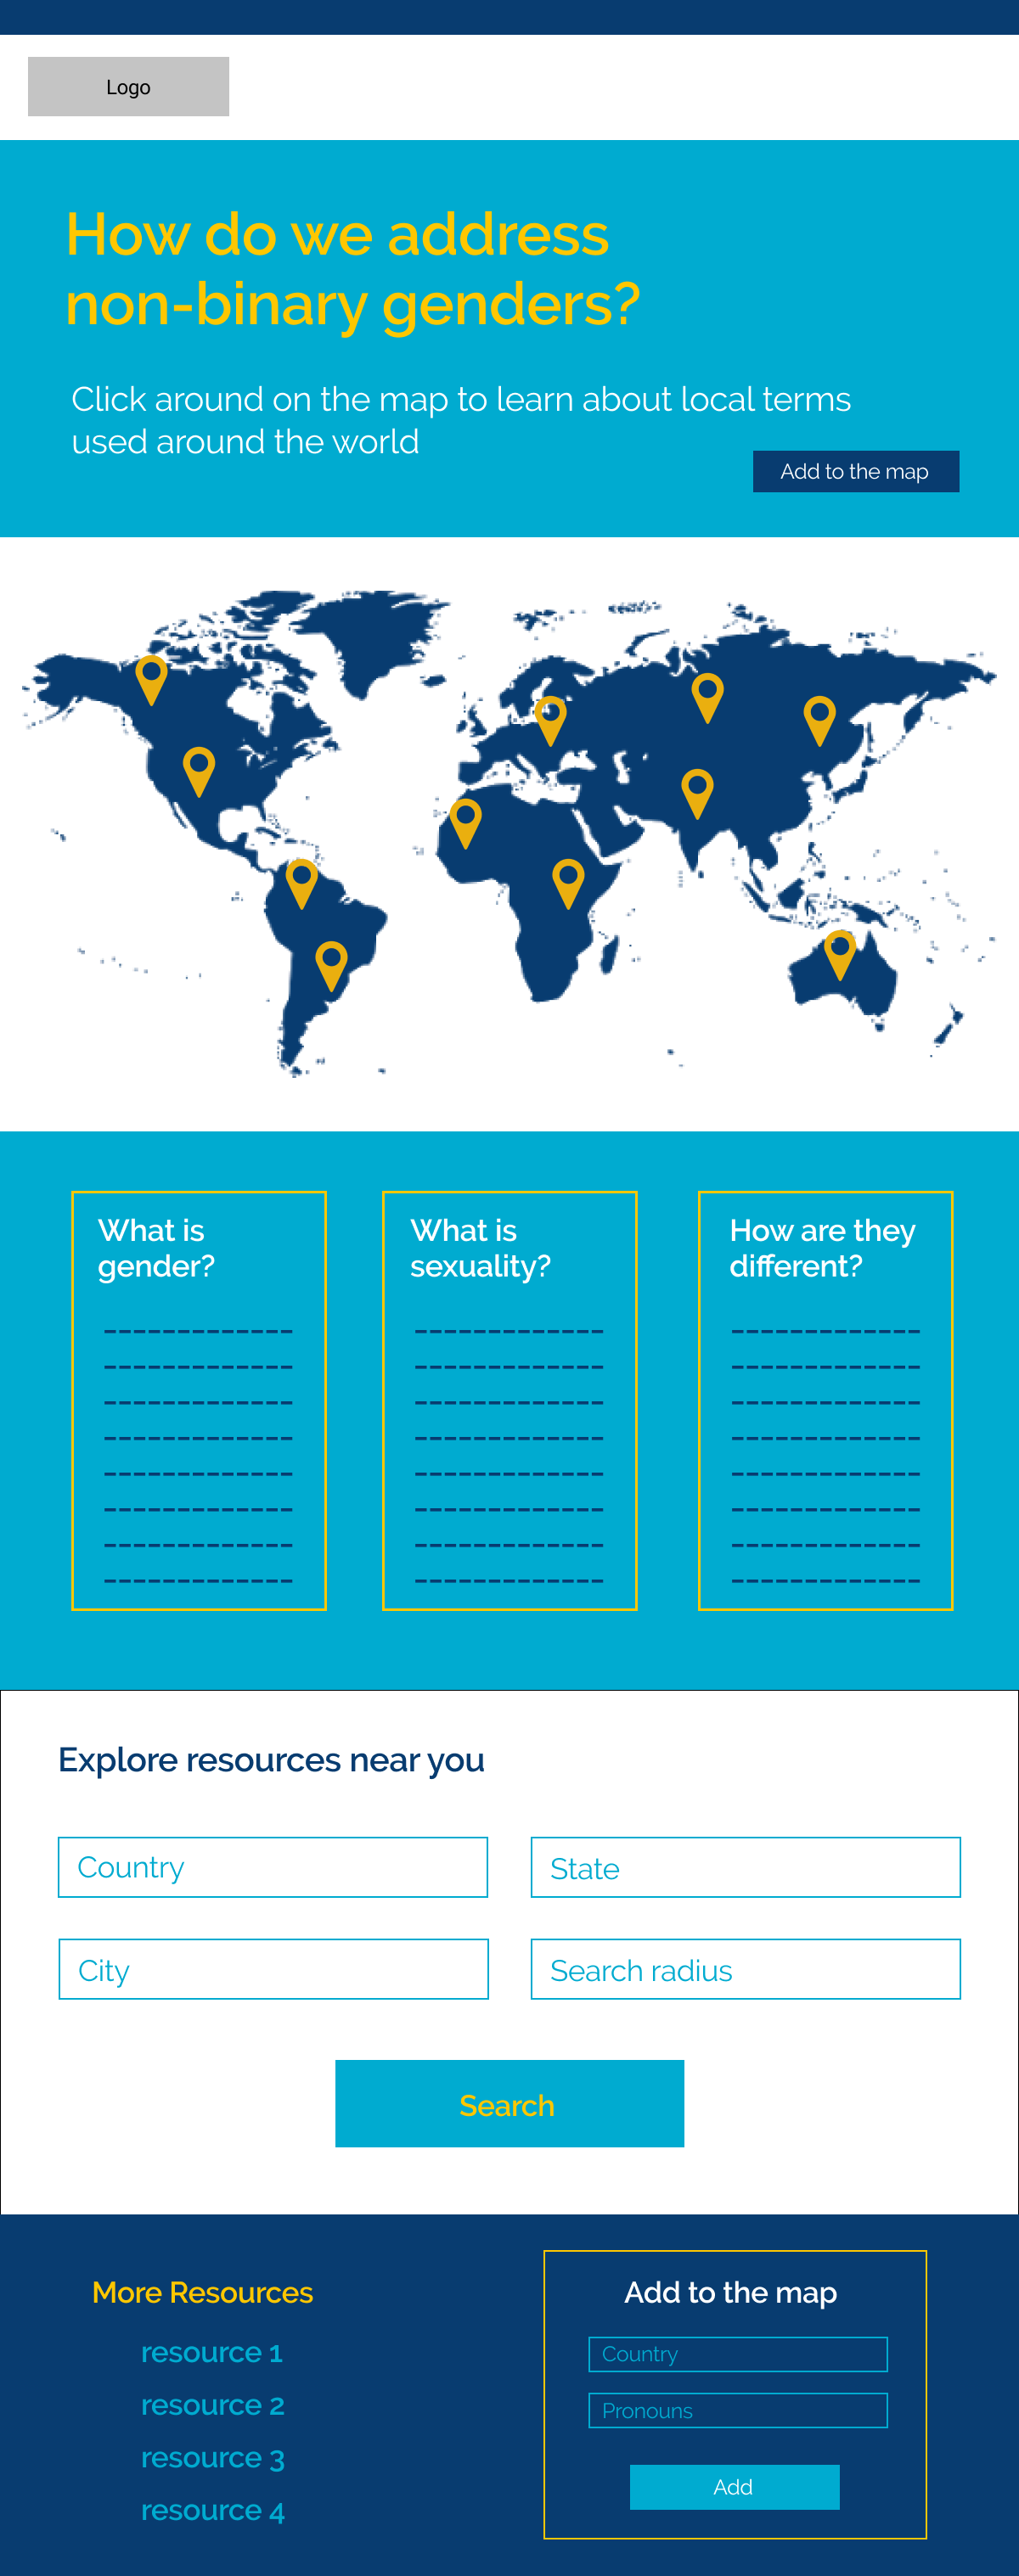 Logo
How do we address
non-binary genders?
Click around on the map to learn about local terms
used around the world
Add to the map
What is
gender?
What is
sexuality?
How are they
different?
Explore resources near you
Country
State
City
Search radius
Search
More Resources
resource 1
resource 2
resource 3
resource 4
Add to the map
Country
Pronouns
Add